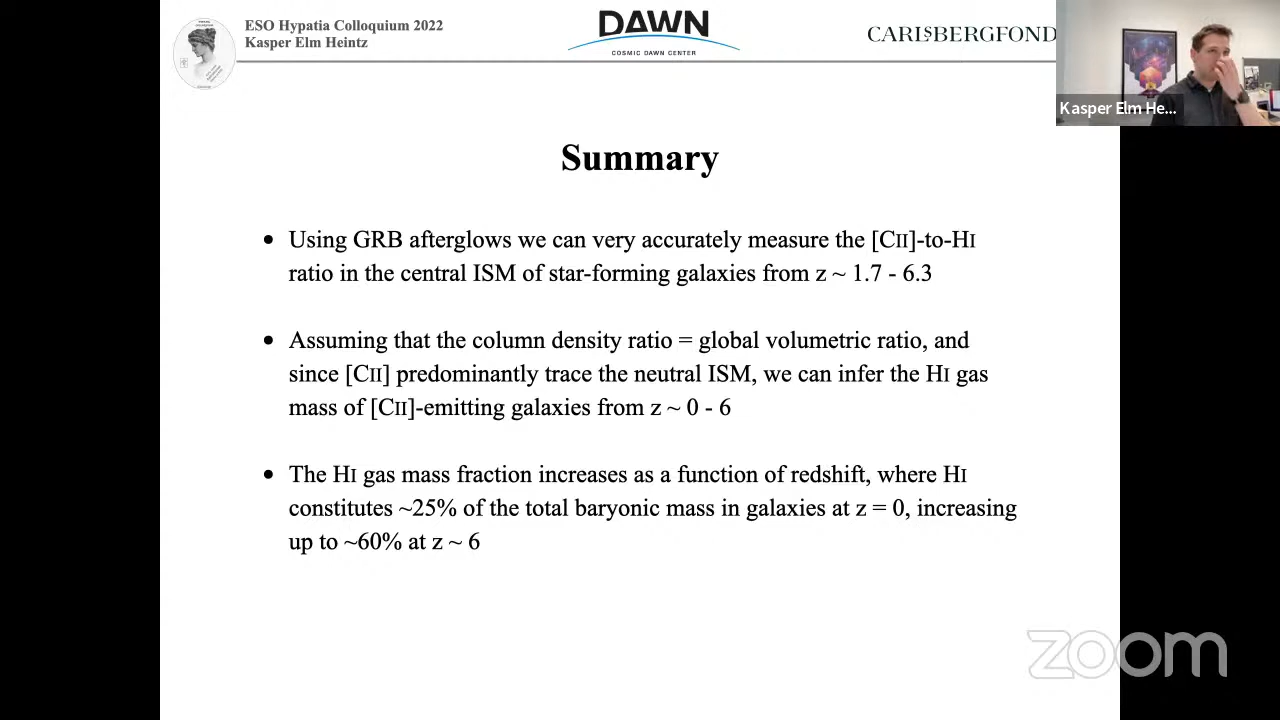 ESO Hypatia Colloquium 2022
Kasper Elm Heintz
DAWN
COSMIC DAWN CENTER
CARLSBERGFOND
Kasper Elm He...
Summary
• Using GRB afterglows we can very accurately measure the [CII]-to-HI
ratio in the central ISM of star-forming galaxies from z ~ 1.7 - 6.3
• Assuming that the column density ratio = global volumetric ratio, and
since [CII] predominantly trace the neutral ISM, we can infer the HI gas
mass of [CII]-emitting galaxies from z ~ 0 - 6
• The HI gas mass fraction increases as a function of redshift, where HI
constitutes ~25% of the total baryonic mass in galaxies at z = 0, increasing
up to ~60% at z ~ 6
zoom